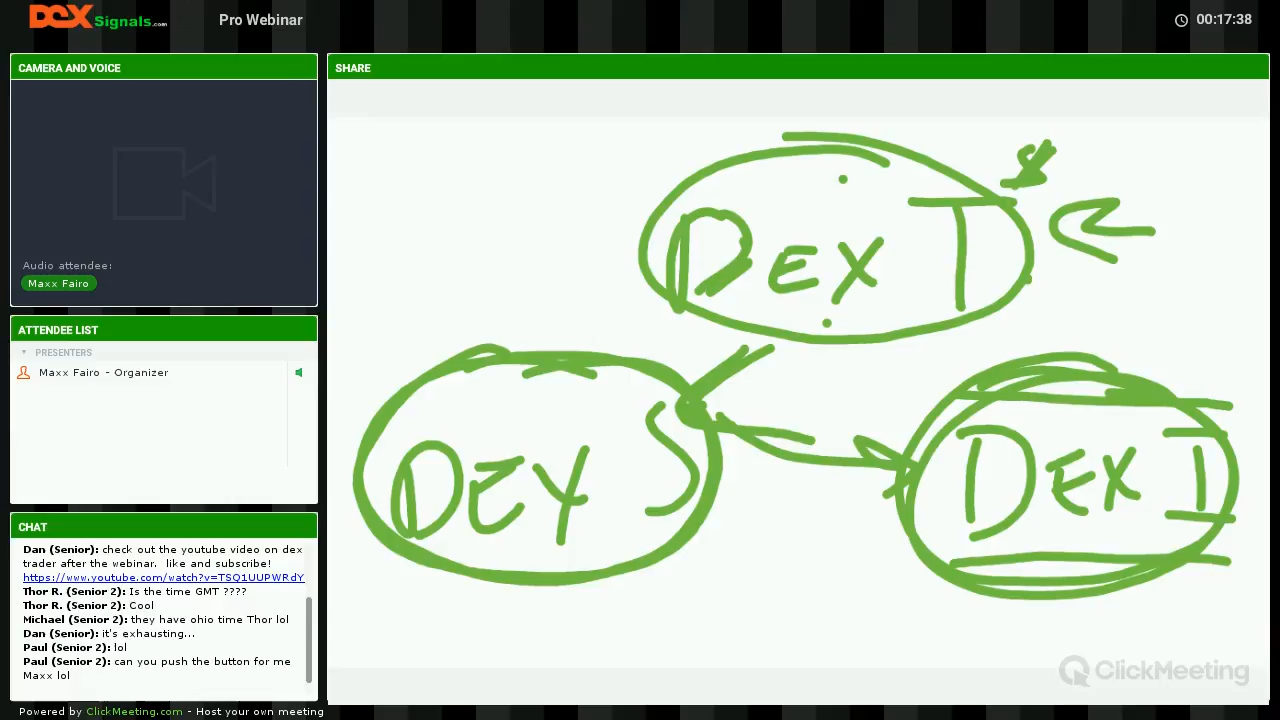 DEX Signals.com
Pro Webinar
00:17:38
CAMERA AND VOICE
Audio attendee:
Maxx Fairo
ATTENDEE LIST
PRESENTERS
Maxx Fairo - Organizer
CHAT
Dan (Senior): check out the youtube video on dex
trader after the webinar. like and subscribe!
https://www.youtube.com/watch?v=TSQ1UUPWRdY
Thor R. (Senior 2): Is the time GMT ????
Thor R. (Senior 2): Cool
Michael (Senior 2): they have ohio time Thor lol
Dan (Senior): it's exhausting...
Paul (Senior 2): lol
Paul (Senior 2): can you push the button for me
Maxx lol
Powered by ClickMeeting.com - Host your own meeting
SHARE
DEX T
DEY S
DEX I
ClickMeeting